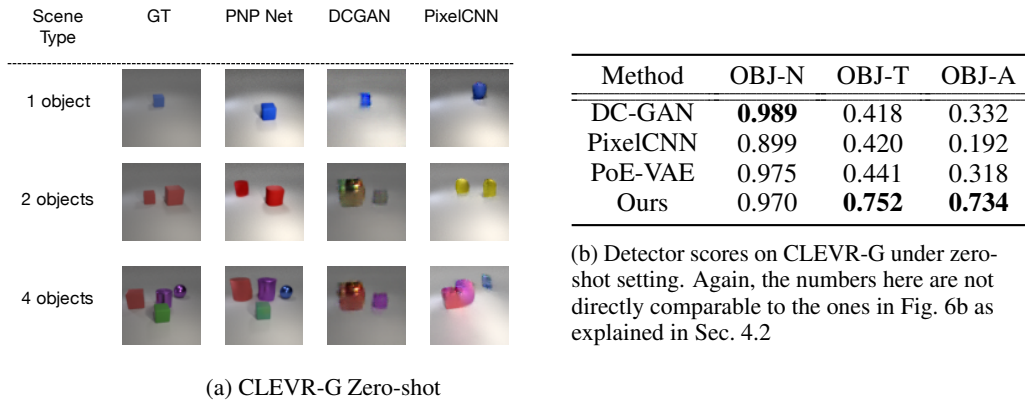 Scene Type GT PNP Net DCGAN PixelCNN
1 object
2 objects
4 objects
(a) CLEVR-G Zero-shot
Method OBJ-N OBJ-T OBJ-A
DC-GAN 0.989 0.418 0.332
PixelCNN 0.899 0.420 0.192
PoE-VAE 0.975 0.441 0.318
Ours 0.970 0.752 0.734
(b) Detector scores on CLEVR-G under zero-
shot setting. Again, the numbers here are not
directly comparable to the ones in Fig. 6b as
explained in Sec. 4.2